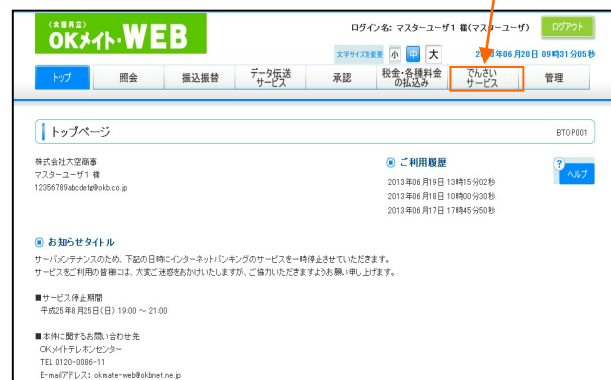 〈大垣共立〉
OKメイト・WEB
ログイン名: マスターユーザ1 様(マスターユーザ)
ログアウト
文字サイズを変更 小 中 大
06月20日 09時31分05秒
トップ 照会 振込振替 データ伝送サービス 承認 税金・各種料金の払込み でんさいサービス 管理
トップページ
BTOP001
株式会社大空商事
マスターユーザ1 様
12356789abcdefg@okb.co.jp
ご利用履歴
2013年06月19日 13時15分02秒
2013年06月18日 10時00分30秒
2013年06月17日 17時45分50秒
? ヘルプ
お知らせタイトル
サーバメンテナンスのため、下記の日時にインターネットバンキングのサービスを一時停止させていただきます。
サービスをご利用の皆様には、大変ご迷惑をおかけいたしますが、ご協力いただきますようお願い申し上げます。
■サービス停止期間
平成25年8月25日(日) 19:00 ～ 21:00
■本件に関するお問い合わせ先
OKメイトテレホンセンター
TEL 0120-0086-11
E-mailアドレス: okmate-web@okbnet.ne.jp